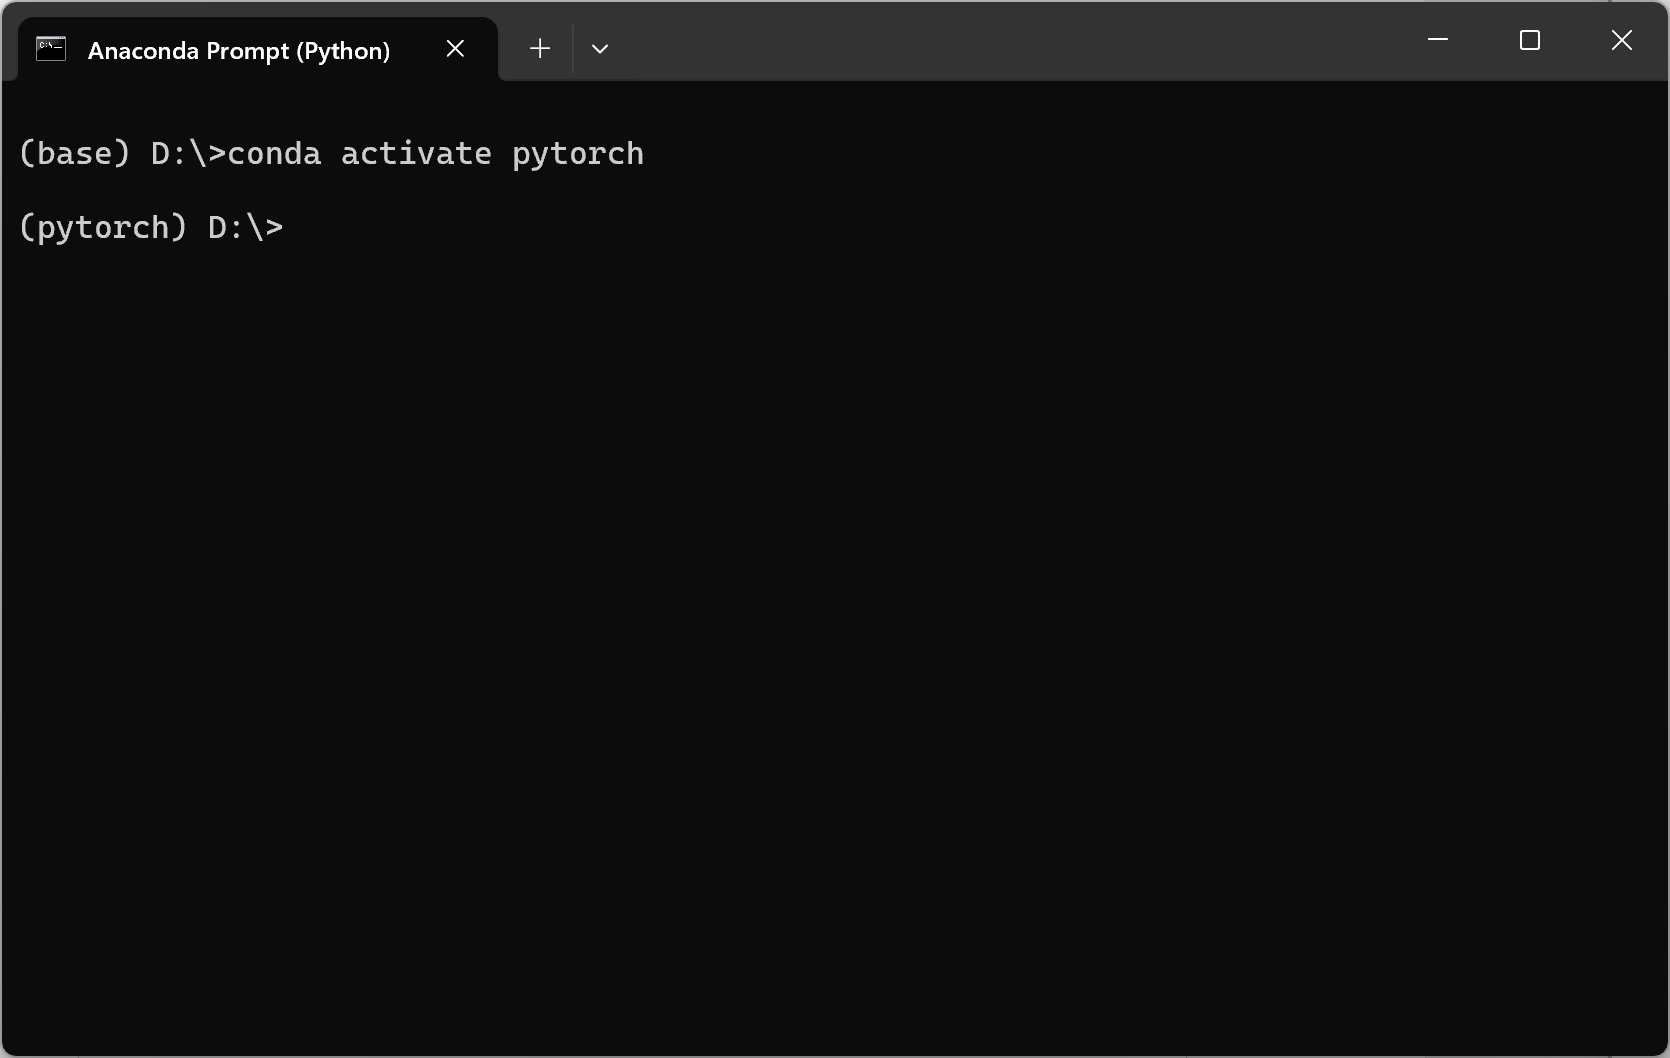 Anaconda Prompt (Python)
(base) D:\>conda activate pytorch
(pytorch) D:\>